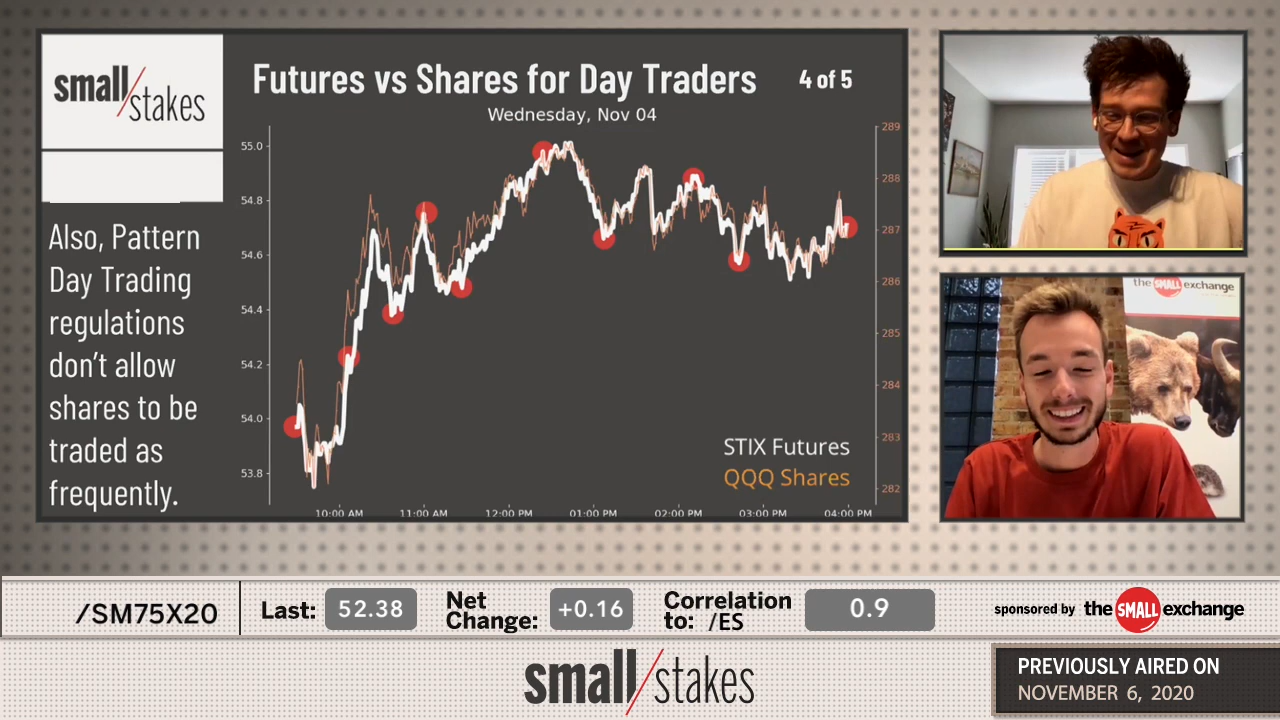 small/stakes
Futures vs Shares for Day Traders
4 of 5
Wednesday, Nov 04
Also, Pattern
Day Trading
regulations
don't allow
shares to be
traded as
frequently.
55.0
54.8
54.6
54.4
54.2
54.0
53.8
289
288
287
286
285
284
283
282
STIX Futures
QQQ Shares
10:00 AM 11:00 AM 12:00 PM 01:00 PM 02:00 PM 03:00 PM 04:00 PM
the SMALL exchange
/SM75X20
Last: 52.38
Net
Change: +0.16
Correlation
to: /ES 0.9
sponsored by the SMALL exchange
small/stakes
PREVIOUSLY AIRED ON
NOVEMBER 6, 2020